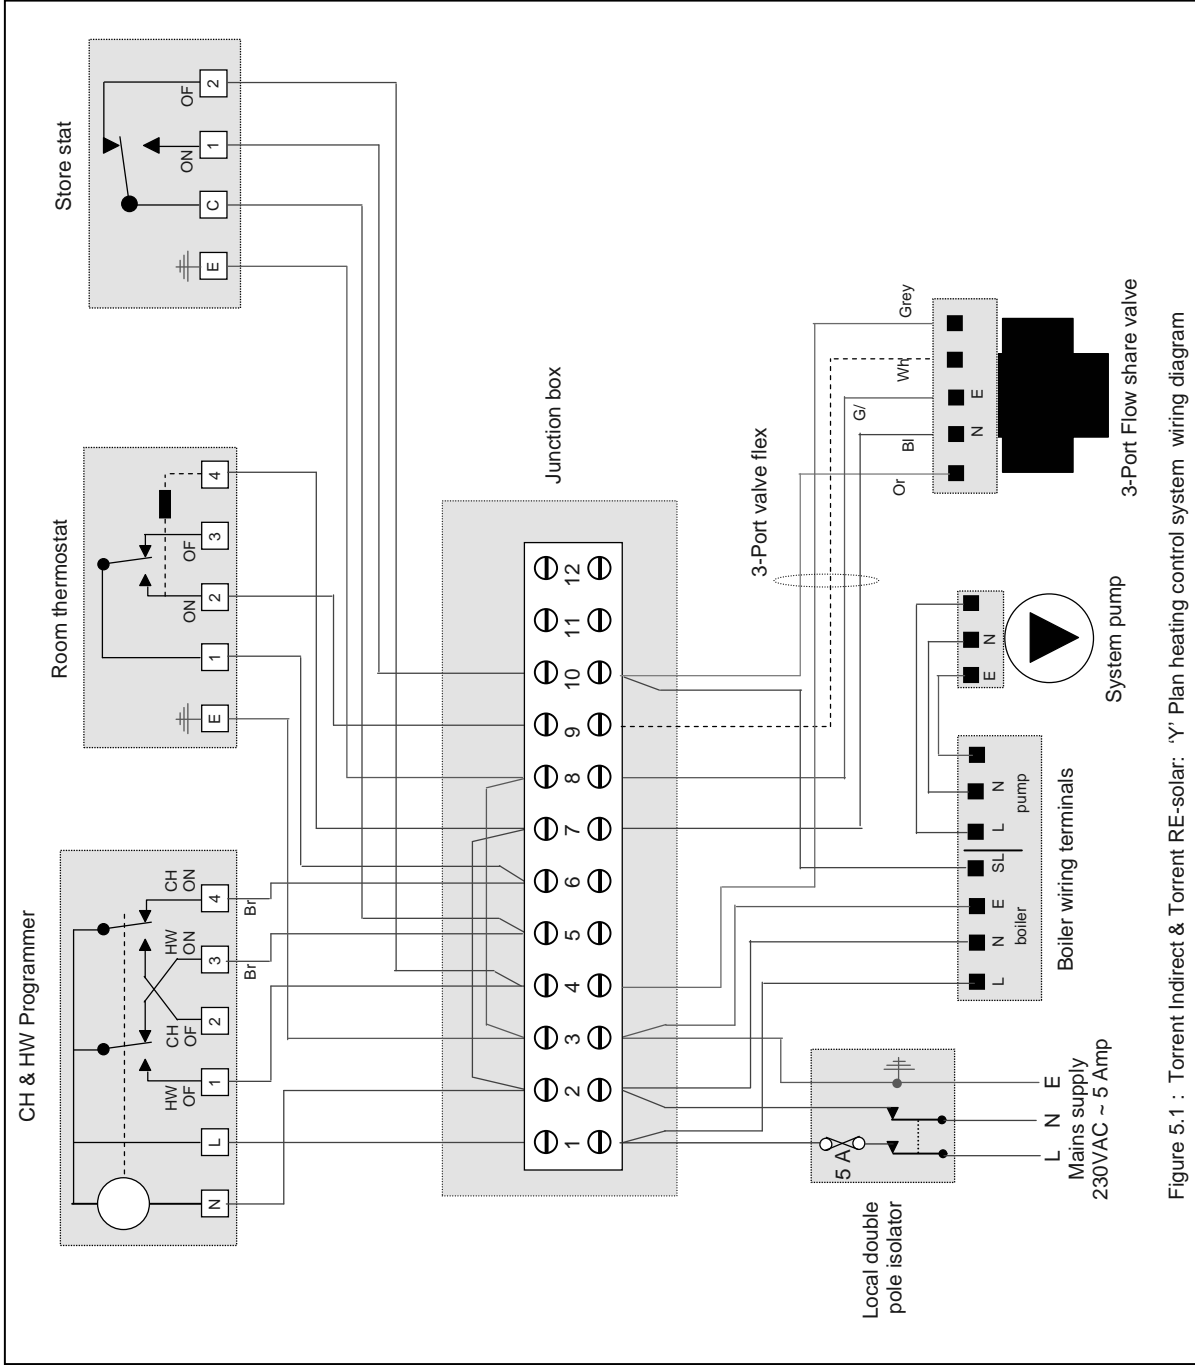 CH & HW Programmer
N
L
HW
OF
1
CH
OF
2
HW
ON
3
CH
ON
4
Br
Br
Room thermostat
E
1
ON
2
OF
3
4
Store stat
E
C
ON
1
OF
2
Junction box
1
2
3
4
5
6
7
8
9
10
11
12
3-Port valve flex
Or
Bl
G/
Wh
Grey
N
E
3-Port Flow share valve
E
N
System pump
L
N
E
SL
L
N
boiler
pump
Boiler wiring terminals
5 A
Local double
pole isolator
L
N
E
Mains supply
230VAC ~ 5 Amp
Figure 5.1 : Torrent Indirect & Torrent RE-solar: ‘Y’ Plan heating control system wiring diagram